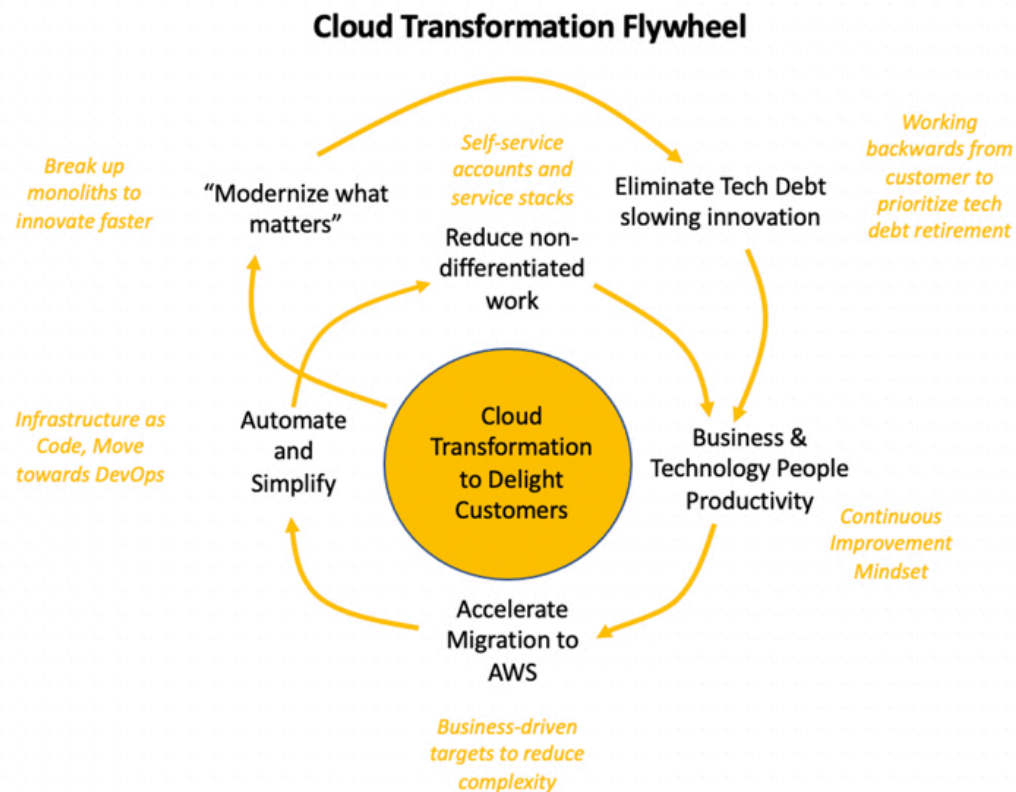 Cloud Transformation Flywheel
Break up
monoliths to
innovate faster
“Modernize what
matters”
Self-service
accounts and
service stacks
Reduce non-
differentiated
work
Eliminate Tech Debt
slowing innovation
Working
backwards from
customer to
prioritize tech
debt retirement
Infrastructure as
Code, Move
towards DevOps
Automate
and
Simplify
Cloud
Transformation
to Delight
Customers
Business &
Technology People
Productivity
Continuous
Improvement
Mindset
Accelerate
Migration to
AWS
Business-driven
targets to reduce
complexity